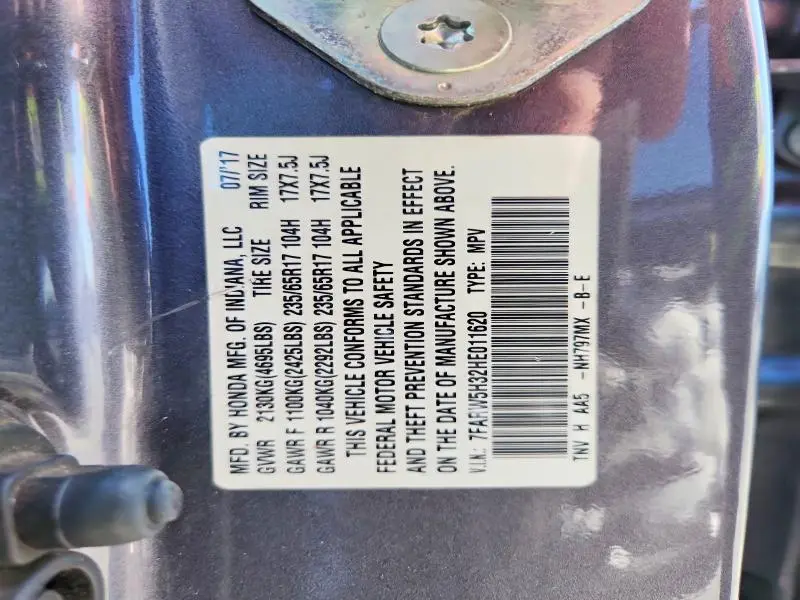 MFD. BY HONDA MFG. OF INDIANA, LLC 07/'17
GVWR 2130KG(4695LBS) TIRE SIZE RIM SIZE
GAWR F 1100KG(2425LBS) 235/65R17 104H 17X7.5J
GAWR R 1040KG(2292LBS) 235/65R17 104H 17X7.5J
THIS VEHICLE CONFORMS TO ALL APPLICABLE
FEDERAL MOTOR VEHICLE SAFETY
AND THEFT PREVENTION STANDARDS IN EFFECT
ON THE DATE OF MANUFACTURE SHOWN ABOVE.
V.I.N.: 7FARW5H32HE011620 TYPE: MPV
TNV H AA5 -NH797MX -B-E